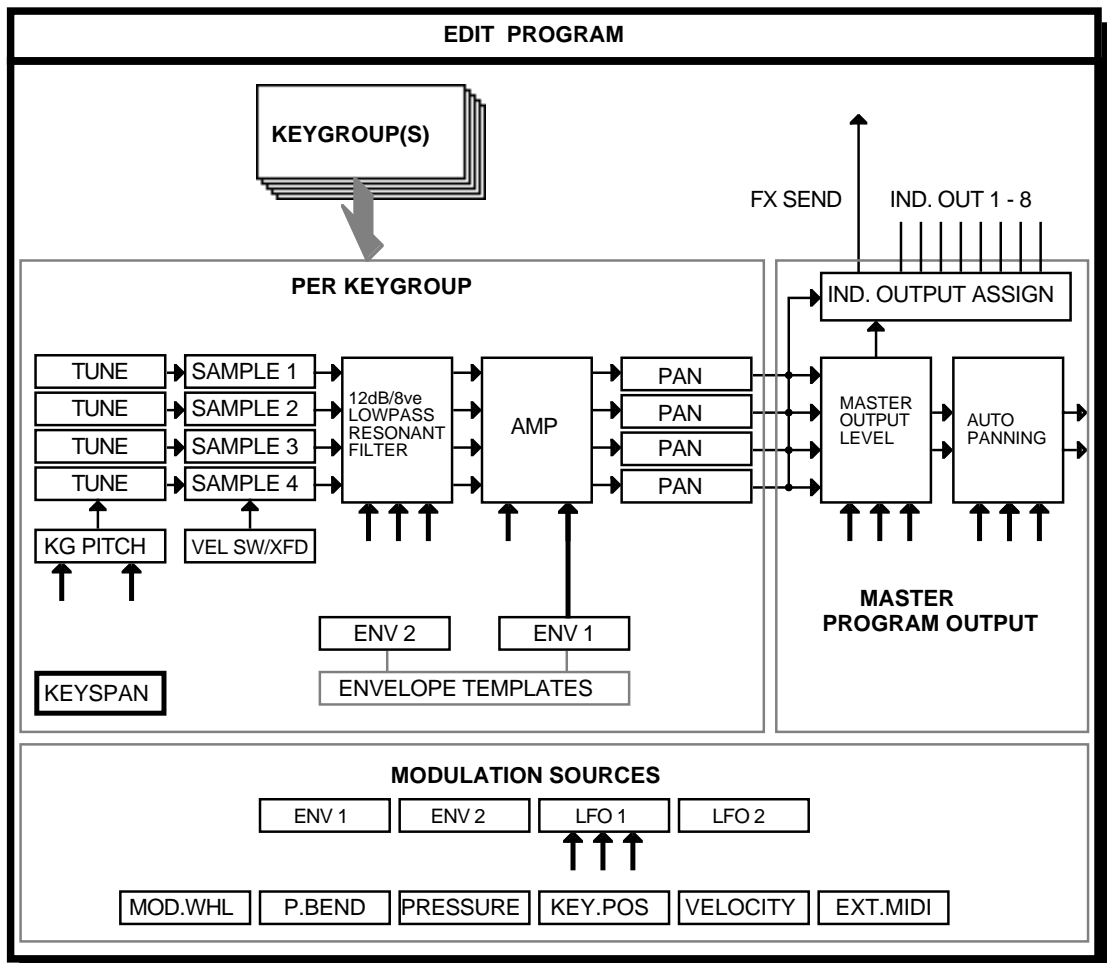 EDIT PROGRAM
KEYGROUP(S)
FX SEND
IND. OUT 1 - 8
PER KEYGROUP
IND. OUTPUT ASSIGN
TUNE
SAMPLE 1
PAN
TUNE
SAMPLE 2
PAN
TUNE
SAMPLE 3
PAN
TUNE
SAMPLE 4
PAN
12dB/8ve
LOWPASS
RESONANT
FILTER
AMP
MASTER
OUTPUT
LEVEL
AUTO
PANNING
KG PITCH
VEL SW/XFD
MASTER
PROGRAM OUTPUT
ENV 2
ENV 1
ENVELOPE TEMPLATES
KEYSPAN
MODULATION SOURCES
ENV 1
ENV 2
LFO 1
LFO 2
MOD.WHL
P.BEND
PRESSURE
KEY.POS
VELOCITY
EXT.MIDI